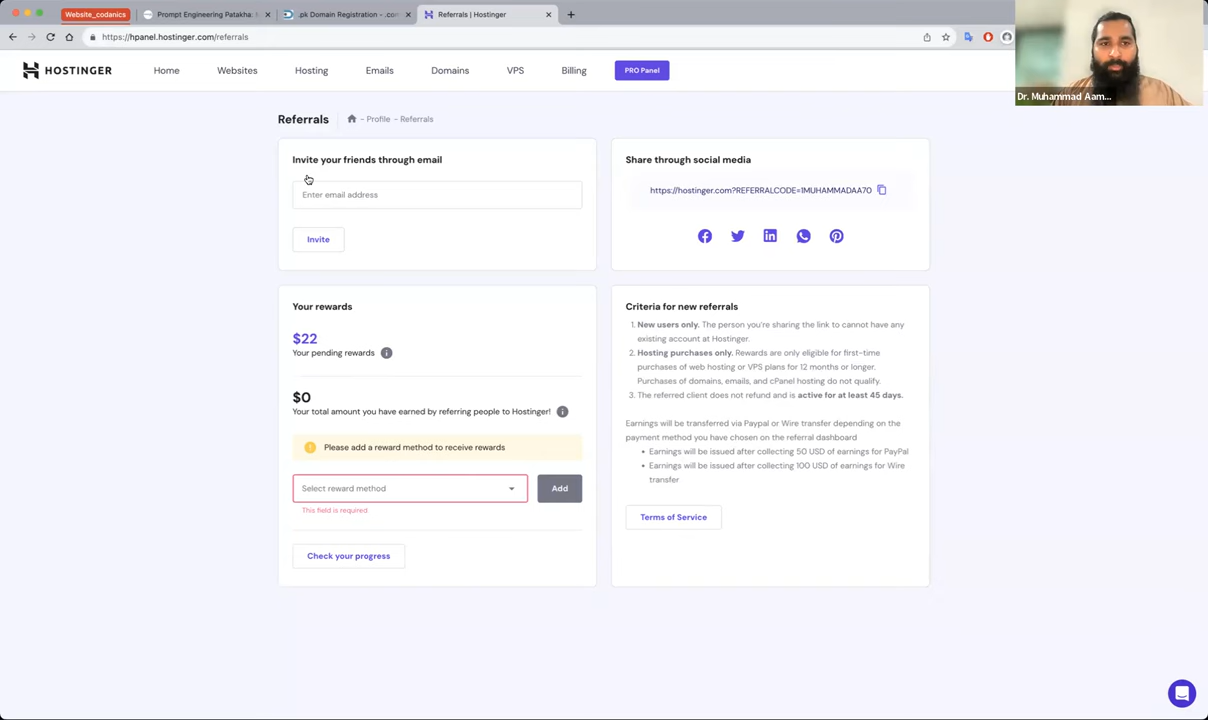 Website_codanics
Prompt Engineering Patakha:
.pk Domain Registration - .con
Referrals | Hostinger
https://hpanel.hostinger.com/referrals
HOSTINGER
Home
Websites
Hosting
Emails
Domains
VPS
Billing
PRO Panel
Dr. Muhammad Aam...
Referrals
- Profile - Referrals
Invite your friends through email
Enter email address
Invite
Share through social media
https://hostinger.com?REFERRALCODE=1MUHAMMADAA70
Your rewards
$22
Your pending rewards
$0
Your total amount you have earned by referring people to Hostinger!
Please add a reward method to receive rewards
Select reward method
Add
This field is required
Check your progress
Criteria for new referrals
1. New users only. The person you're sharing the link to cannot have any
existing account at Hostinger.
2. Hosting purchases only. Rewards are only eligible for first-time
purchases of web hosting or VPS plans for 12 months or longer.
Purchases of domains, emails, and cPanel hosting do not qualify.
3. The referred client does not refund and is active for at least 45 days.
Earnings will be transferred via Paypal or Wire transfer depending on the
payment method you have chosen on the referral dashboard
• Earnings will be issued after collecting 50 USD of earnings for PayPal
• Earnings will be issued after collecting 100 USD of earnings for Wire
transfer
Terms of Service